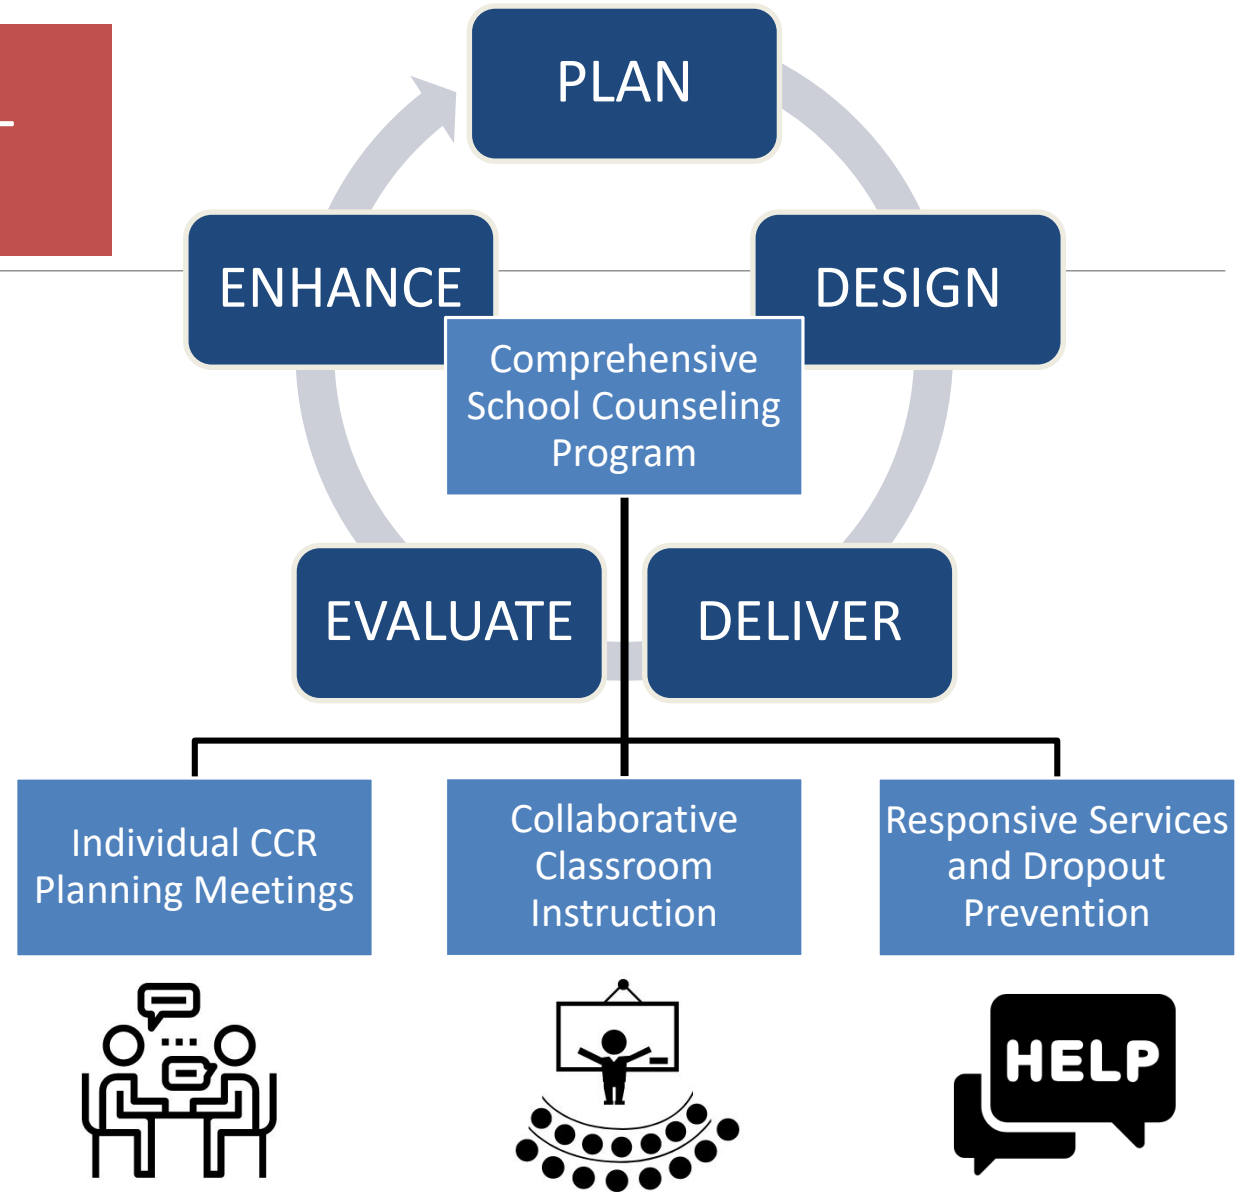 PLAN
ENHANCE
DESIGN
Comprehensive
School Counseling
Program
EVALUATE
DELIVER
Individual CCR
Planning Meetings
Collaborative
Classroom
Instruction
Responsive Services
and Dropout
Prevention
HELP